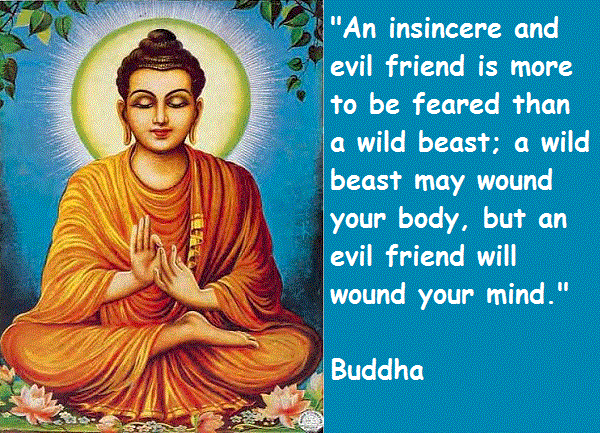 "An insincere and
evil friend is more
to be feared than
a wild beast; a wild
beast may wound
your body, but an
evil friend will
wound your mind."
Buddha